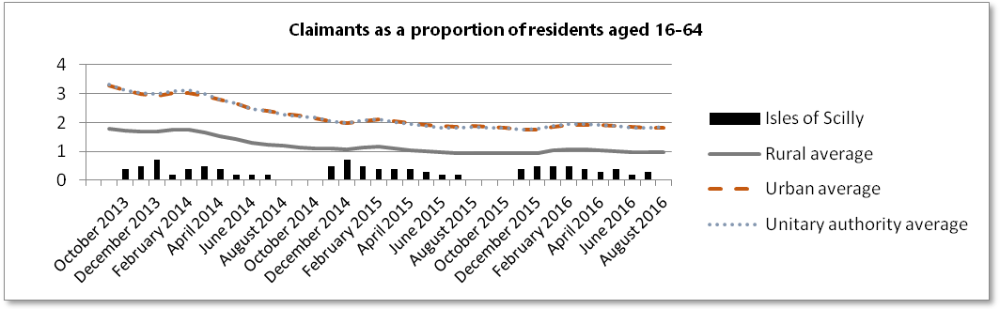 Claimants as a proportion of residents aged 16-64
4
3
2
1
0
October 2013
December 2013
February 2014
April 2014
June 2014
August 2014
October 2014
December 2014
February 2015
April 2015
June 2015
August 2015
October 2015
December 2015
February 2016
April 2016
June 2016
August 2016
Isles of Scilly
Rural average
Urban average
Unitary authority average